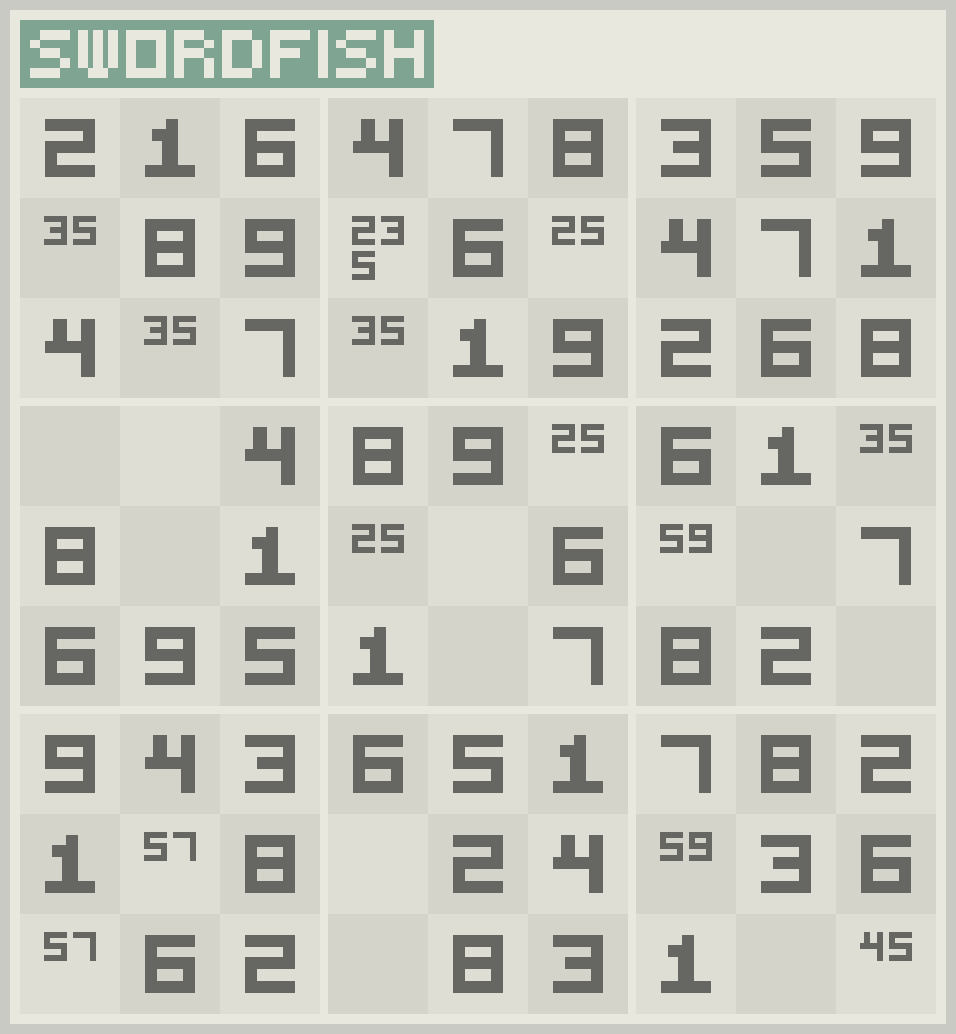 SWORDFISH
2 1 6 4 7 8 3 5 9
35 8 9 235 6 25 4 7 1
4 35 7 35 1 9 2 6 8
4 8 9 25 6 1 35
8 1 25 6 59 7
6 9 5 1 7 8 2
9 4 3 6 5 1 7 8 2
1 57 8 2 4 59 3 6
57 6 2 8 3 1 45